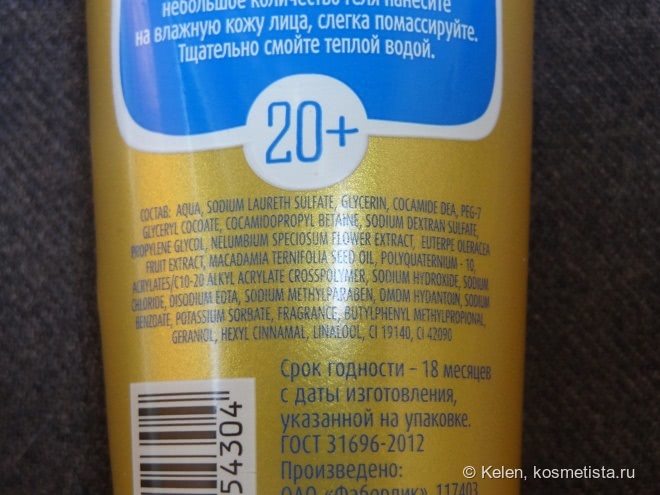 небольшое количество геля нанесите
на влажную кожу лица, слегка помассируйте.
Тщательно смойте теплой водой.
20+
СОСТАВ: AQUA, SODIUM LAURETH SULFATE, GLYCERIN, COCAMIDE DEA, PEG-7
GLYCERYL COCOATE, COCAMIDOPROPYL BETAINE, SODIUM DEXTRAN SULFATE,
PROPYLENE GLYCOL, NELUMBIUM SPECIOSUM FLOWER EXTRACT, EUTERPE OLERACEA
FRUIT EXTRACT, MACADAMIA TERNIFOLIA SEED OIL, POLYQUATERNIUM - 10,
ACRYLATES/C10-20 ALKYL ACRYLATE CROSSPOLYMER, SODIUM HYDROXIDE, SODIUM
CHLORIDE, DISODIUM EDTA, SODIUM METHYLPARABEN, DMDM HYDANTOIN, SODIUM
BENZOATE, POTASSIUM SORBATE, FRAGRANCE, BUTYLPHENYL METHYLPROPIONAL,
GERANIOL, HEXYL CINNAMAL, LINALOOL, CI 19140, CI 42090
Срок годности - 18 месяцев
с даты изготовления,
указанной на упаковке.
ГОСТ 31696-2012
Произведено:
ОАО «Фаберлик» 117403
54304
© Kelen, kosmetista.ru